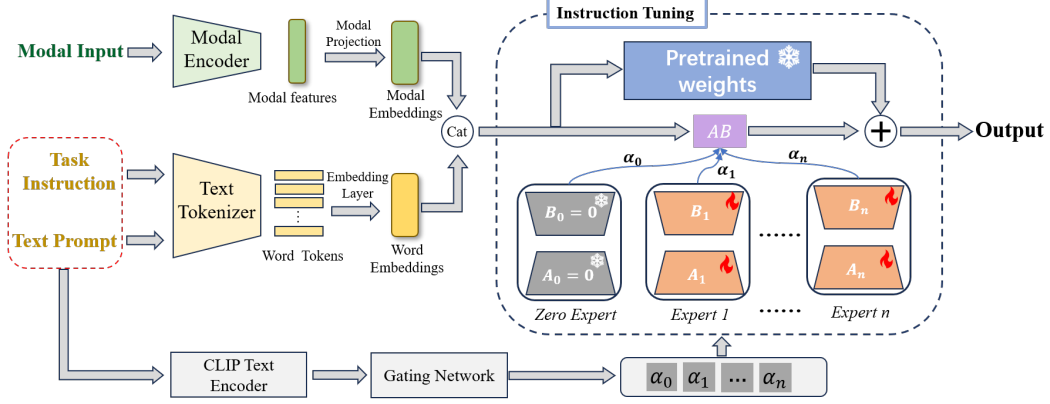 Instruction Tuning
Modal Input
Modal
Encoder
Modal features
Modal
Projection
Modal
Embeddings
Cat
Pretrained
weights
AB
+
Output
Task
Instruction
Text Prompt
Text
Tokenizer
Word Tokens
Embedding
Layer
Word
Embeddings
α₀
α₁
αₙ
B₀ = 0
A₀ = 0
Zero Expert
B₁
A₁
Expert 1
......
......
Bₙ
Aₙ
Expert n
CLIP Text
Encoder
Gating Network
α₀ α₁ ... αₙ